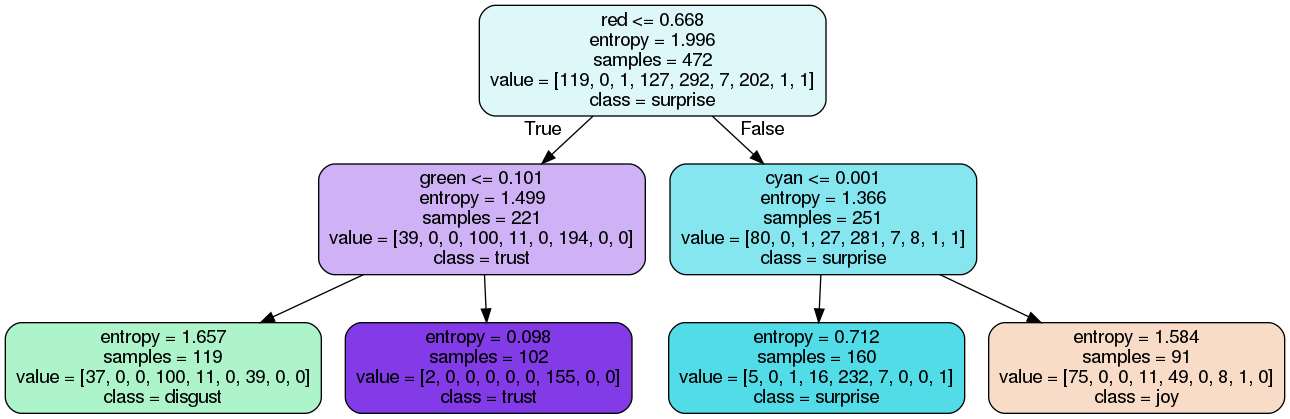 red <= 0.668
entropy = 1.996
samples = 472
value = [119, 0, 1, 127, 292, 7, 202, 1, 1]
class = surprise
True
False
green <= 0.101
entropy = 1.499
samples = 221
value = [39, 0, 0, 100, 11, 0, 194, 0, 0]
class = trust
cyan <= 0.001
entropy = 1.366
samples = 251
value = [80, 0, 1, 27, 281, 7, 8, 1, 1]
class = surprise
entropy = 1.657
samples = 119
value = [37, 0, 0, 100, 11, 0, 39, 0, 0]
class = disgust
entropy = 0.098
samples = 102
value = [2, 0, 0, 0, 0, 0, 155, 0, 0]
class = trust
entropy = 0.712
samples = 160
value = [5, 0, 1, 16, 232, 7, 0, 0, 1]
class = surprise
entropy = 1.584
samples = 91
value = [75, 0, 0, 11, 49, 0, 8, 1, 0]
class = joy